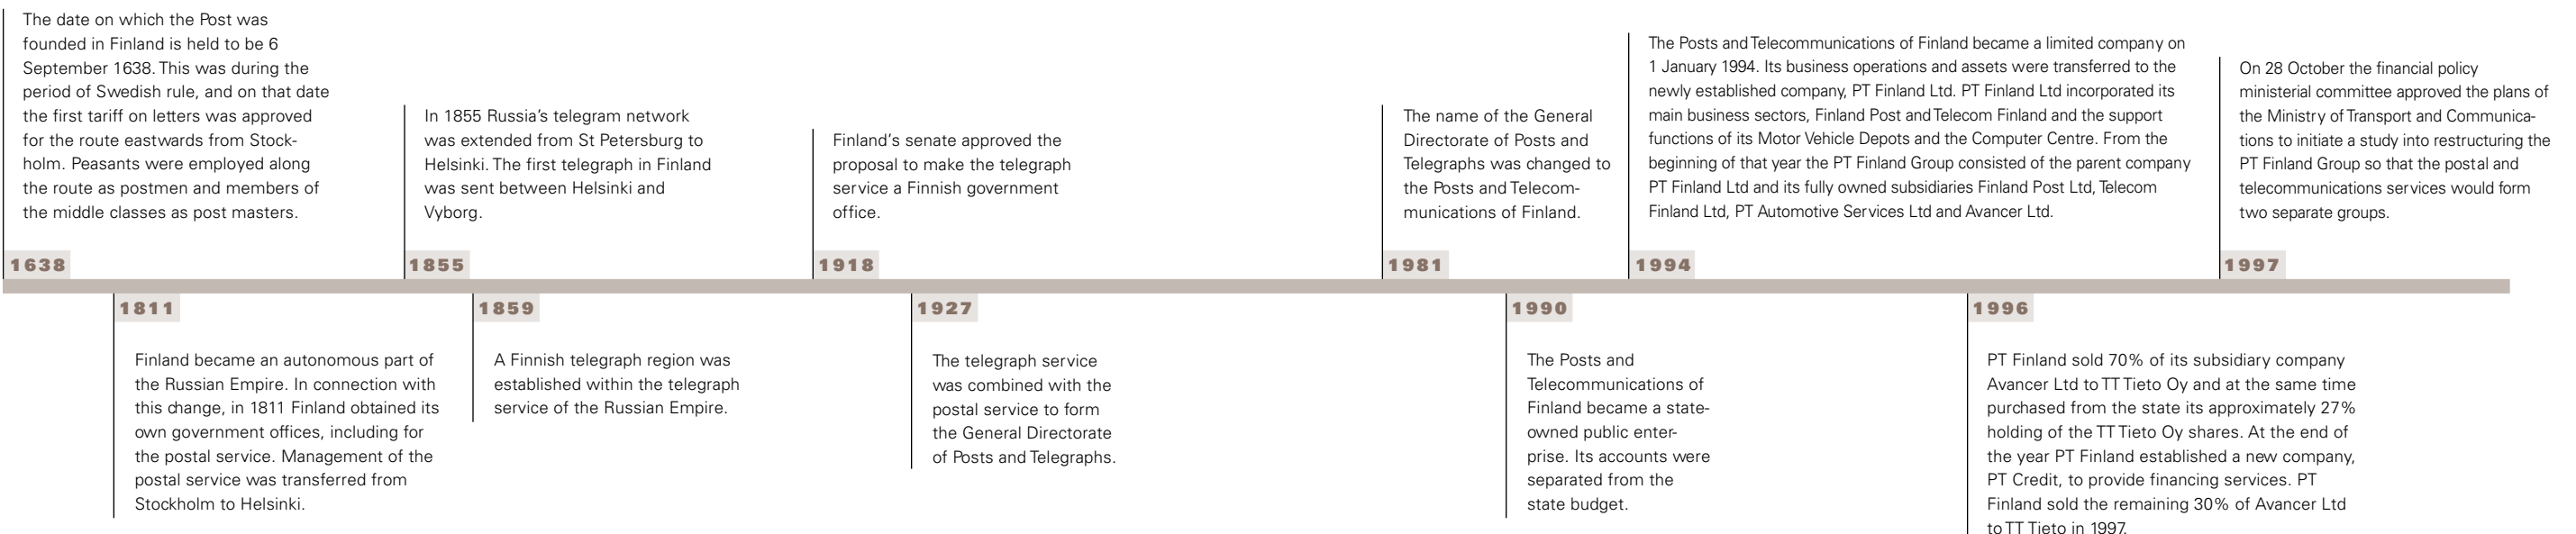 The date on which the Post was
founded in Finland is held to be 6
September 1638. This was during the
period of Swedish rule, and on that date
the first tariff on letters was approved
for the route eastwards from Stock-
holm. Peasants were employed along
the route as postmen and members of
the middle classes as post masters.
1638
Finland became an autonomous part of
the Russian Empire. In connection with
this change, in 1811 Finland obtained its
own government offices, including for
the postal service. Management of the
postal service was transferred from
Stockholm to Helsinki.
1811
In 1855 Russia's telegram network
was extended from St Petersburg to
Helsinki. The first telegraph in Finland
was sent between Helsinki and
Vyborg.
1855
1859
A Finnish telegraph region was
established within the telegraph
service of the Russian Empire.
Finland's senate approved the
proposal to make the telegraph
service a Finnish government
office.
1918
1927
The telegraph service
was combined with the
postal service to form
the General Directorate
of Posts and Telegraphs.
The name of the General
Directorate of Posts and
Telegraphs was changed to
the Posts and Telecom-
munications of Finland.
1981
1990
The Posts and
Telecommunications of
Finland became a state-
owned public enter-
prise. Its accounts were
separated from the
state budget.
The Posts and Telecommunications of Finland became a limited company on
1 January 1994. Its business operations and assets were transferred to the
newly established company, PT Finland Ltd. PT Finland Ltd incorporated its
main business sectors, Finland Post and Telecom Finland and the support
functions of its Motor Vehicle Depots and the Computer Centre. From the
beginning of that year the PT Finland Group consisted of the parent company
PT Finland Ltd and its fully owned subsidiaries Finland Post Ltd, Telecom
Finland Ltd, PT Automotive Services Ltd and Avancer Ltd.
1994
1996
PT Finland sold 70% of its subsidiary company
Avancer Ltd to TT Tieto Oy and at the same time
purchased from the state its approximately 27%
holding of the TT Tieto Oy shares. At the end of
the year PT Finland established a new company,
PT Credit, to provide financing services. PT
Finland sold the remaining 30% of Avancer Ltd
to TT Tieto in 1997.
On 28 October the financial policy
ministerial committee approved the plans of
the Ministry of Transport and Communica-
tions to initiate a study into restructuring the
PT Finland Group so that the postal and
telecommunications services would form
two separate groups.
1997